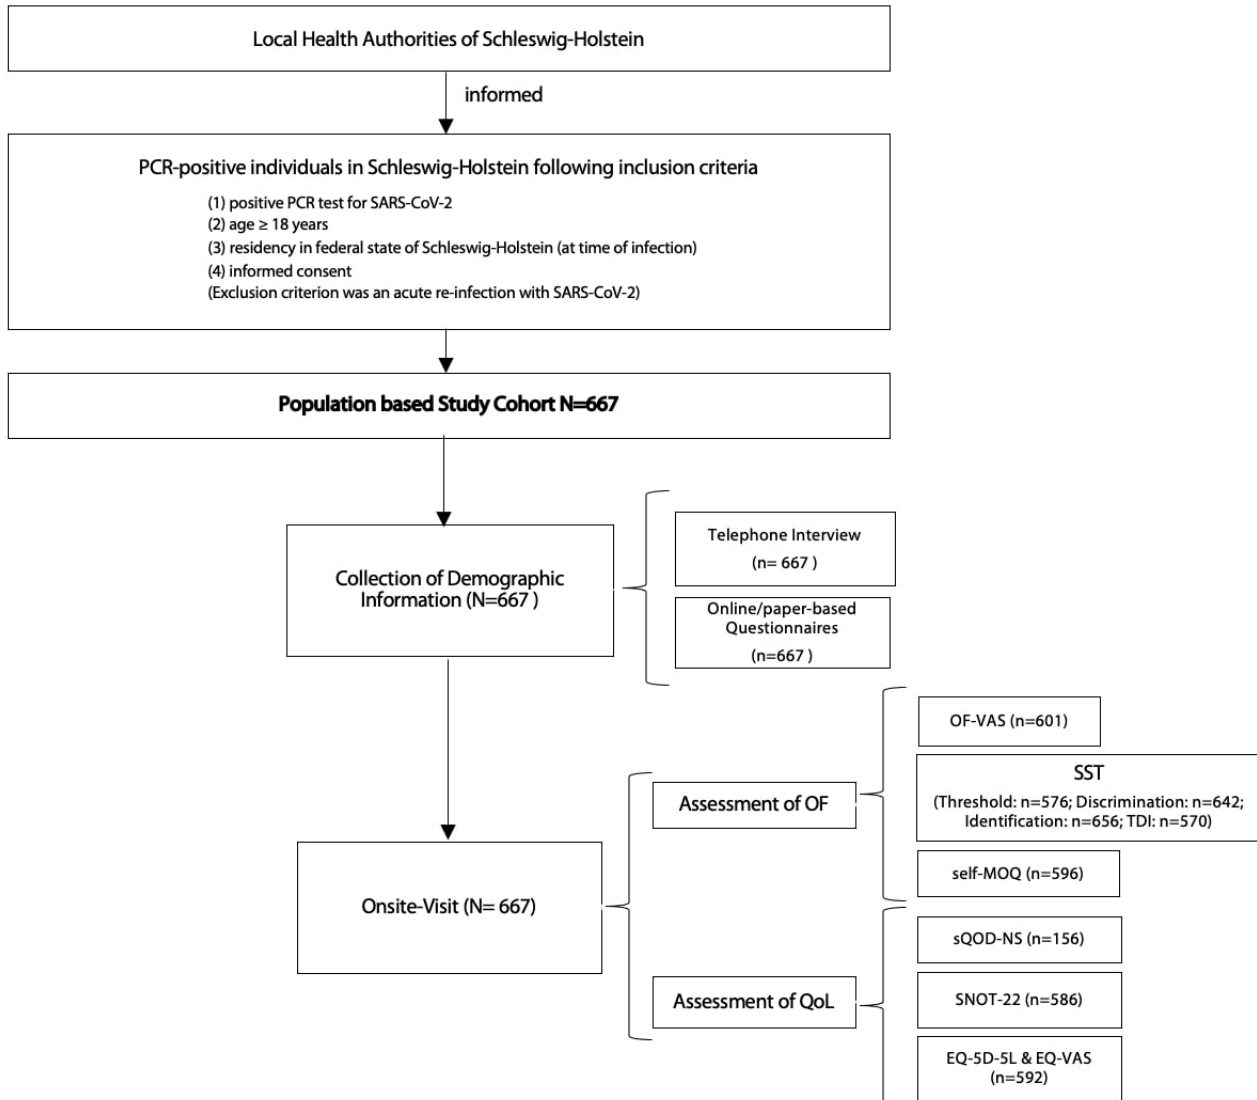 Local Health Authorities of Schleswig-Holstein
informed
PCR-positive individuals in Schleswig-Holstein following inclusion criteria
(1) positive PCR test for SARS-CoV-2
(2) age ≥ 18 years
(3) residency in federal state of Schleswig-Holstein (at time of infection)
(4) informed consent
(Exclusion criterion was an acute re-infection with SARS-CoV-2)
Population based Study Cohort N=667
Collection of Demographic
Information (N=667 )
Telephone Interview
(n= 667 )
Online/paper-based
Questionnaires
(n=667 )
Onsite-Visit (N= 667)
Assessment of OF
OF-VAS (n=601)
SST
(Threshold: n=576; Discrimination: n=642;
Identification: n=656; TDI: n=570)
self-MOQ (n=596)
Assessment of QoL
sQOD-NS (n=156)
SNOT-22 (n=586)
EQ-5D-5L & EQ-VAS
(n=592)